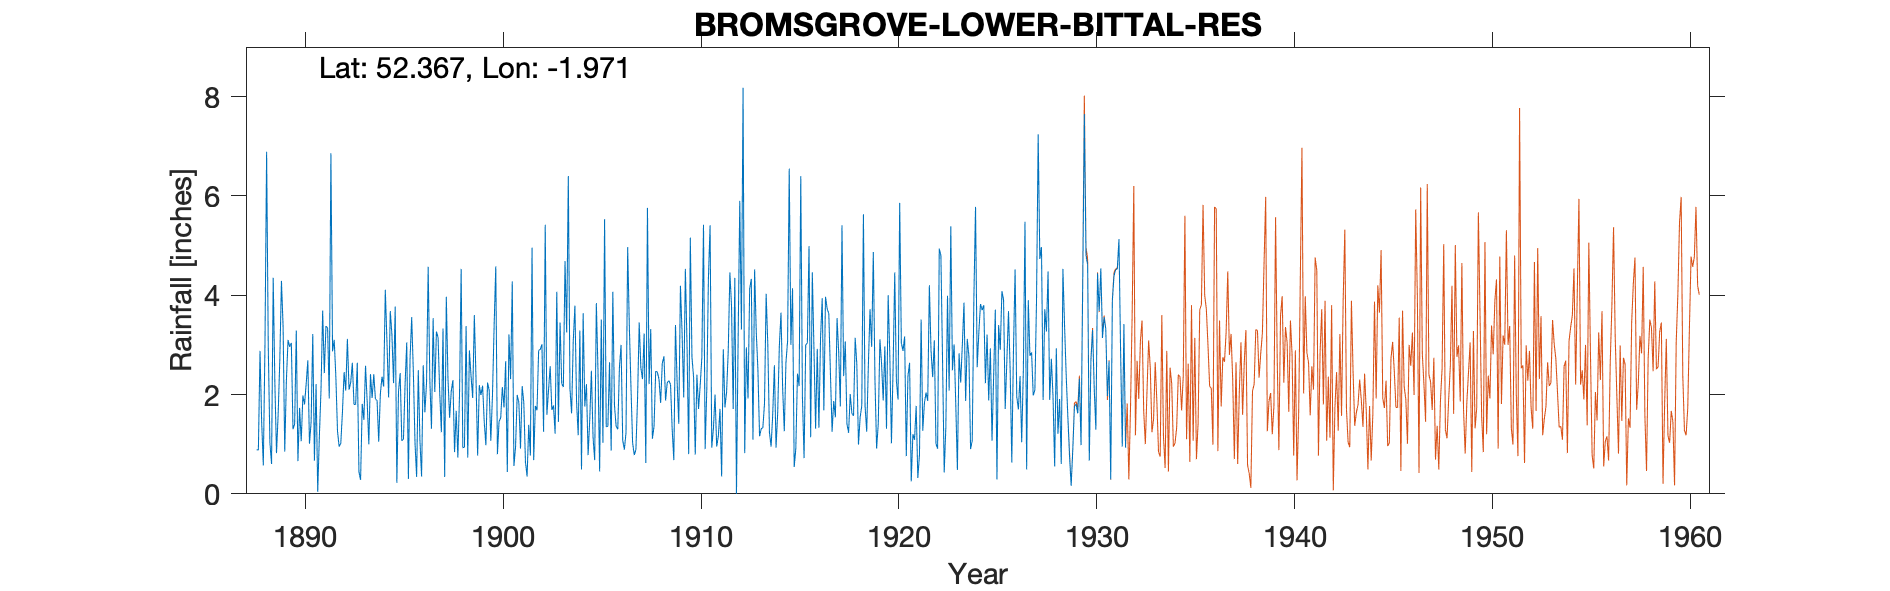 BROMSGROVE-LOWER-BITTAL-RES
Lat: 52.367, Lon: -1.971
8
6
4
2
0
Rainfall [inches]
1890 1900 1910 1920 1930 1940 1950 1960
Year